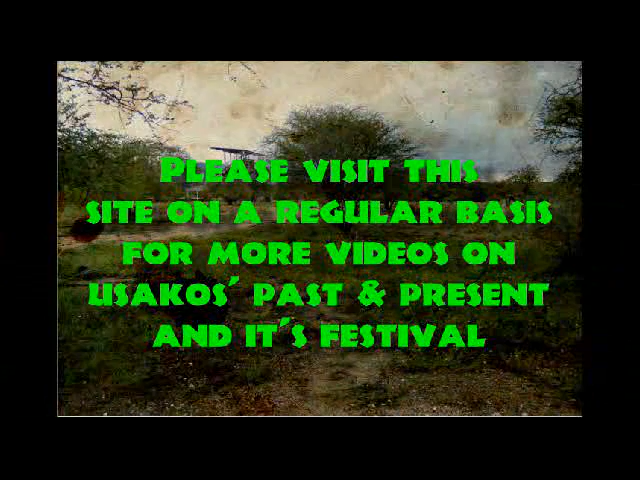 PLEASE VISIT THIS
SITE ON A REGULAR BASIS
FOR MORE VIDEOS ON
USAKOS' PAST & PRESENT
AND IT'S FESTIVAL